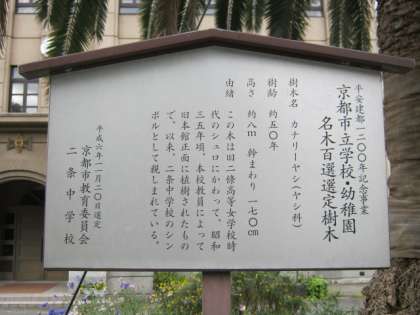 平安建都一二〇〇年記念事業
京都市立学校・幼稚園
名木百選選定樹木
樹木名 カナリーヤシ(ヤシ科)
樹齢 約五〇年
高さ 約八m 幹まわり 一七〇cm
由緒 この木は旧二條高等女学校時
代のシュロにかわって、昭和
三五年頃、本校教員によって
旧本館正面に植樹されたもの
で、以来、二条中学校のシン
ボルとして親しまれている。
平成六年一月二〇日選定
京都市教育委員会
二条中学校